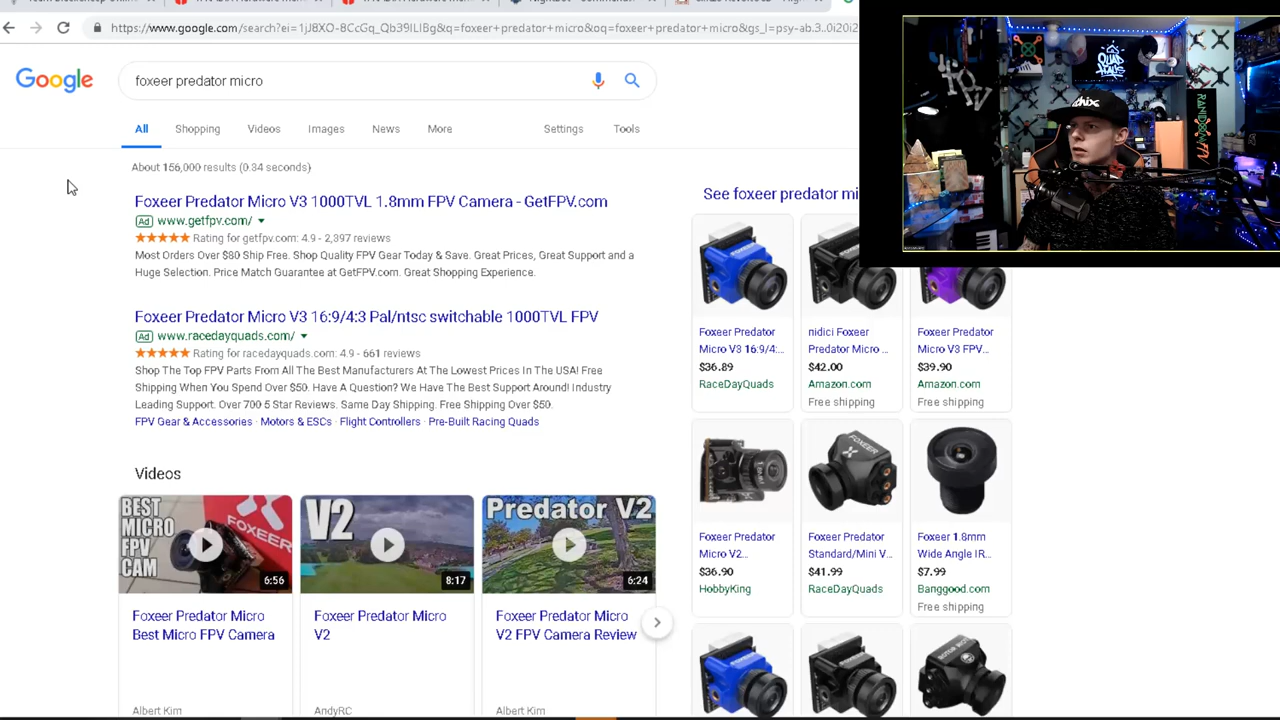 https://www.google.com/search?ei=1jJ8XO-8CcGq_Qb39ILIBg&q=foxeer+predator+micro&oq=foxeer+predator+micro&gs_l=psy-ab.3..0i20i2
Google
foxeer predator micro
All Shopping Videos Images News More Settings Tools
About 156,000 results (0.34 seconds)
Foxeer Predator Micro V3 1000TVL 1.8mm FPV Camera - GetFPV.com
Ad www.getfpv.com/
Rating for getfpv.com: 4.9 - 2,397 reviews
Most Orders Over $80 Ship Free. Shop Quality FPV Gear Today & Save. Great Prices, Great Support and a
Huge Selection. Price Match Guarantee at GetFPV.com. Great Shopping Experience.
Foxeer Predator Micro V3 16:9/4:3 Pal/ntsc switchable 1000TVL FPV
Ad www.racedayquads.com/
Rating for racedayquads.com: 4.9 - 661 reviews
Shop The Top FPV Parts From All The Best Manufacturers At The Lowest Prices In The USA! Free
Shipping When You Spend Over $50. Have A Question? We Have The Best Support Around! Industry
Leading Support. Over 700 5 Star Reviews. Same Day Shipping. Free Shipping Over $50.
FPV Gear & Accessories · Motors & ESCs · Flight Controllers · Pre-Built Racing Quads
Videos
BEST
MICRO
FPV
CAM
FOXEER
6:56
Foxeer Predator Micro
Best Micro FPV Camera
Albert Kim
V2
8:17
Foxeer Predator Micro
V2
AndyRC
Predator V2
6:24
Foxeer Predator Micro
V2 FPV Camera Review
Albert Kim
See foxeer predator mi
Foxeer Predator
Micro V3 16:9/4:...
$36.89
RaceDayQuads
nidici Foxeer
Predator Micro ...
$42.00
Amazon.com
Free shipping
Foxeer Predator
Micro V3 FPV...
$39.90
Amazon.com
Free shipping
Foxeer Predator
Micro V2...
$36.90
HobbyKing
FOXEER
Foxeer Predator
Standard/Mini V...
$41.99
RaceDayQuads
Foxeer 1.8mm
Wide Angle IR...
$7.99
Banggood.com
Free shipping
QUAD